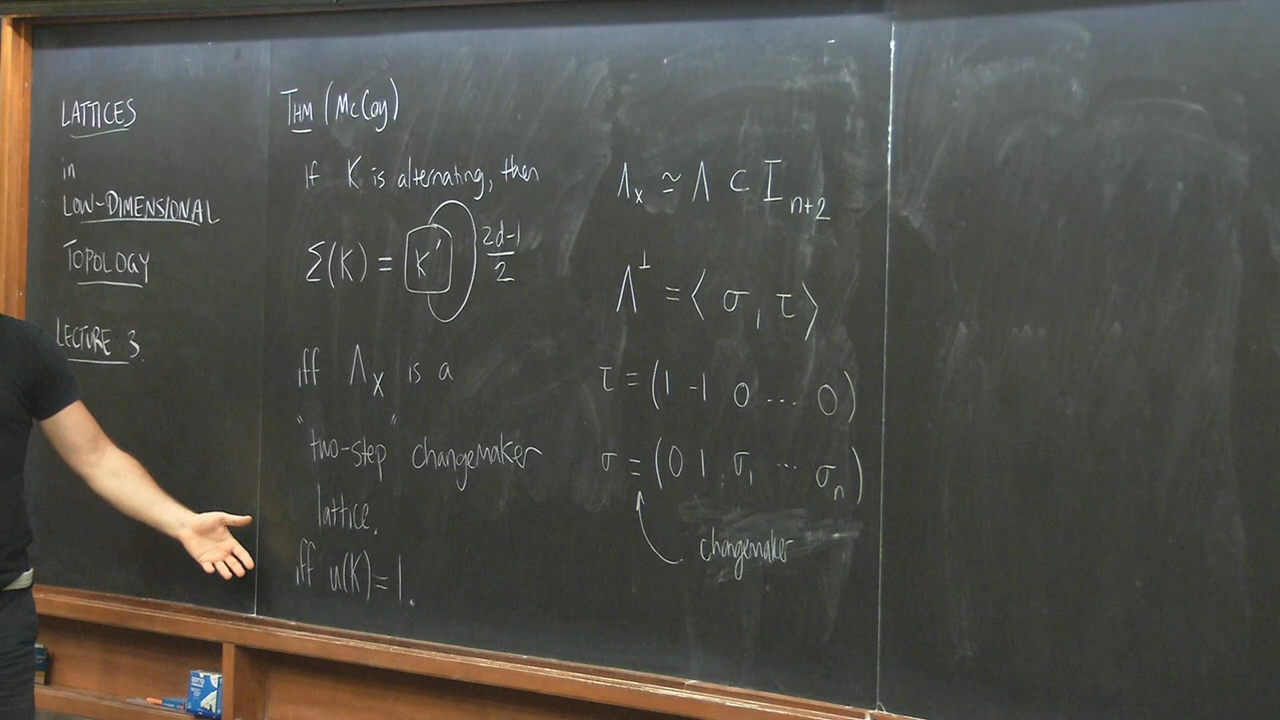 LATTICES
in
LOW-DIMENSIONAL
TOPOLOGY
LECTURE 3.
THM (McCoy)
If K is alternating, then
Σ(K) = K' (2d-1)/2
iff Λ_X is a
"two-step" changemaker
lattice.
iff u(K)=1.
Λ_X ≃ Λ ⊂ I_{n+2}
Λ^⊥ = ⟨ σ, τ ⟩
τ = (1 -1 0 ... 0)
σ = (0 1 σ_1 ... σ_n)
changemaker